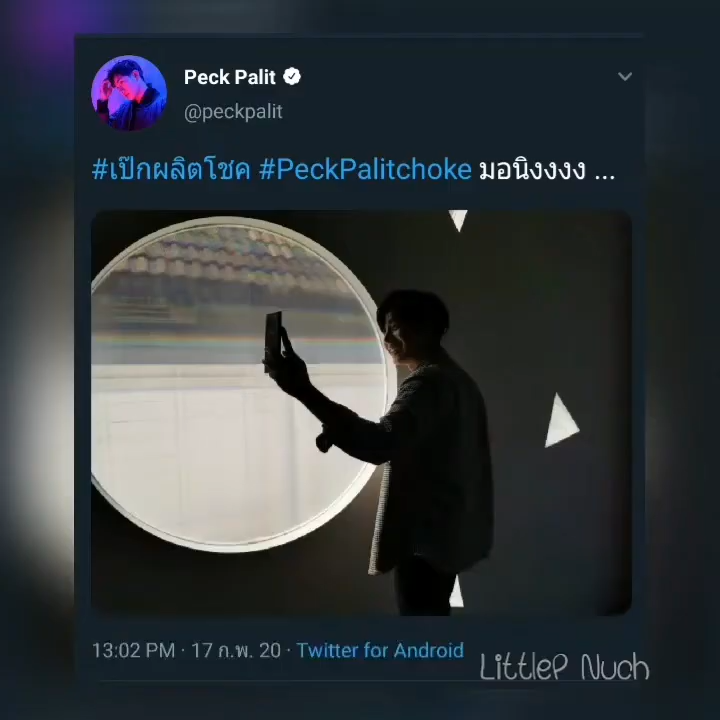 Peck Palit
@peckpalit
#เป๊กผลิตโชค #PeckPalitchoke มอนิงงงง ...
13:02 PM · 17 ก.พ. 20 · Twitter for Android
LittleP Nuch